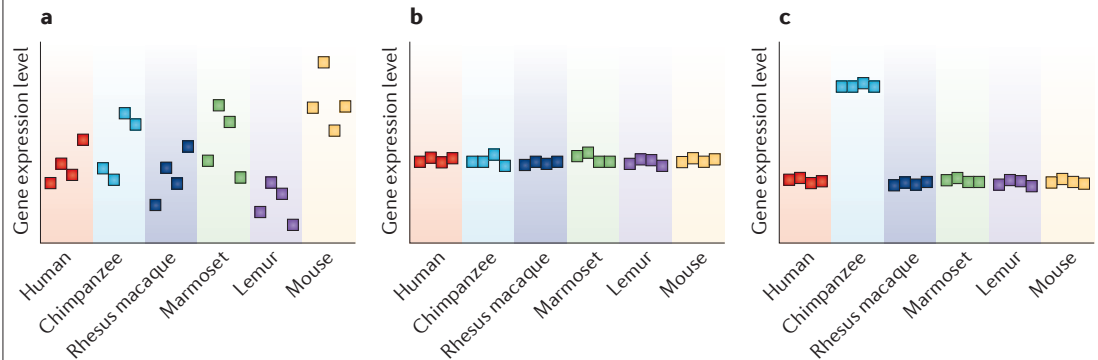 a
Gene expression level
Human
Chimpanzee
Rhesus macaque
Marmoset
Lemur
Mouse
b
Gene expression level
Human
Chimpanzee
Rhesus macaque
Marmoset
Lemur
Mouse
c
Gene expression level
Human
Chimpanzee
Rhesus macaque
Marmoset
Lemur
Mouse